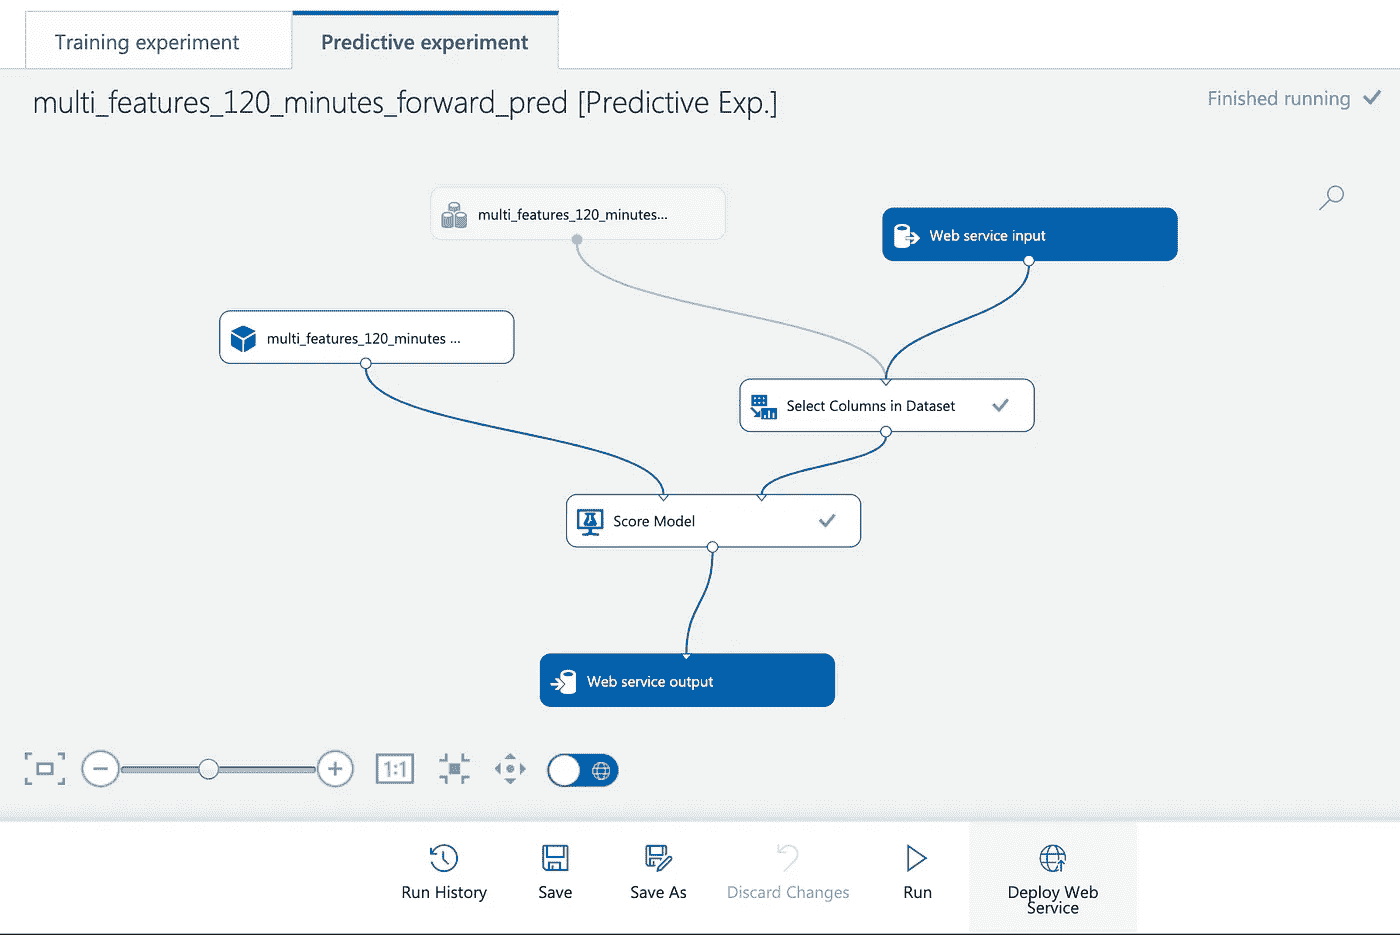 Training experiment
Predictive experiment
multi_features_120_minutes_forward_pred [Predictive Exp.]
Finished running
multi_features_120_minutes...
Web service input
multi_features_120_minutes ...
Select Columns in Dataset
Score Model
Web service output
1:1
Run History
Save
Save As
Discard Changes
Run
Deploy Web
Service